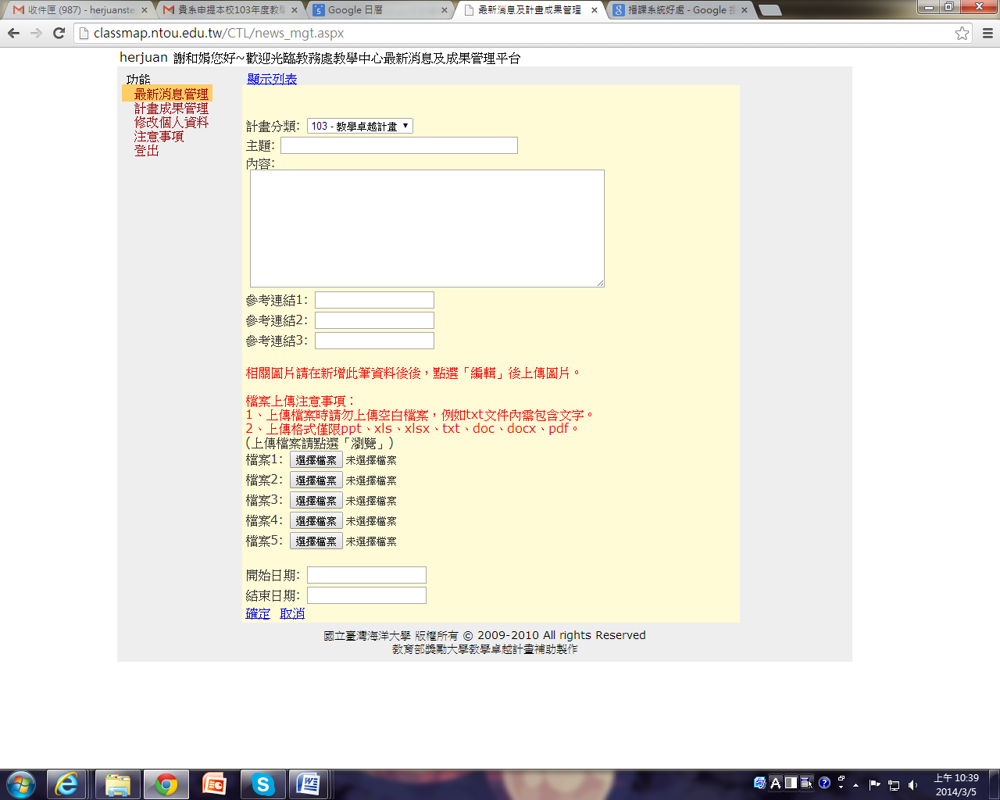 收件匣 (987) - herjuanste
貴系申提本校103年度教學
Google 日曆
最新消息及計畫成果管理
播課系統好處 - Google 搜
classmap.ntou.edu.tw/CTL/news_mgt.aspx
herjuan 謝和娟您好~歡迎光臨教務處教學中心最新消息及成果管理平台
功能
最新消息管理
計畫成果管理
修改個人資料
注意事項
登出
顯示列表
計畫分類: 103 - 教學卓越計畫
主題:
內容:
參考連結1:
參考連結2:
參考連結3:
相關圖片請在新增此筆資料後後，點選「編輯」後上傳圖片。
檔案上傳注意事項：
1、上傳檔案時請勿上傳空白檔案，例如txt文件內需包含文字。
2、上傳格式僅限ppt、xls、xlsx、txt、doc、docx、pdf。
(上傳檔案請點選「瀏覽」)
檔案1: 選擇檔案 未選擇檔案
檔案2: 選擇檔案 未選擇檔案
檔案3: 選擇檔案 未選擇檔案
檔案4: 選擇檔案 未選擇檔案
檔案5: 選擇檔案 未選擇檔案
開始日期:
結束日期:
確定 取消
國立臺灣海洋大學 版權所有 © 2009-2010 All rights Reserved
教育部獎勵大學教學卓越計畫補助製作
上午 10:39
2014/3/5